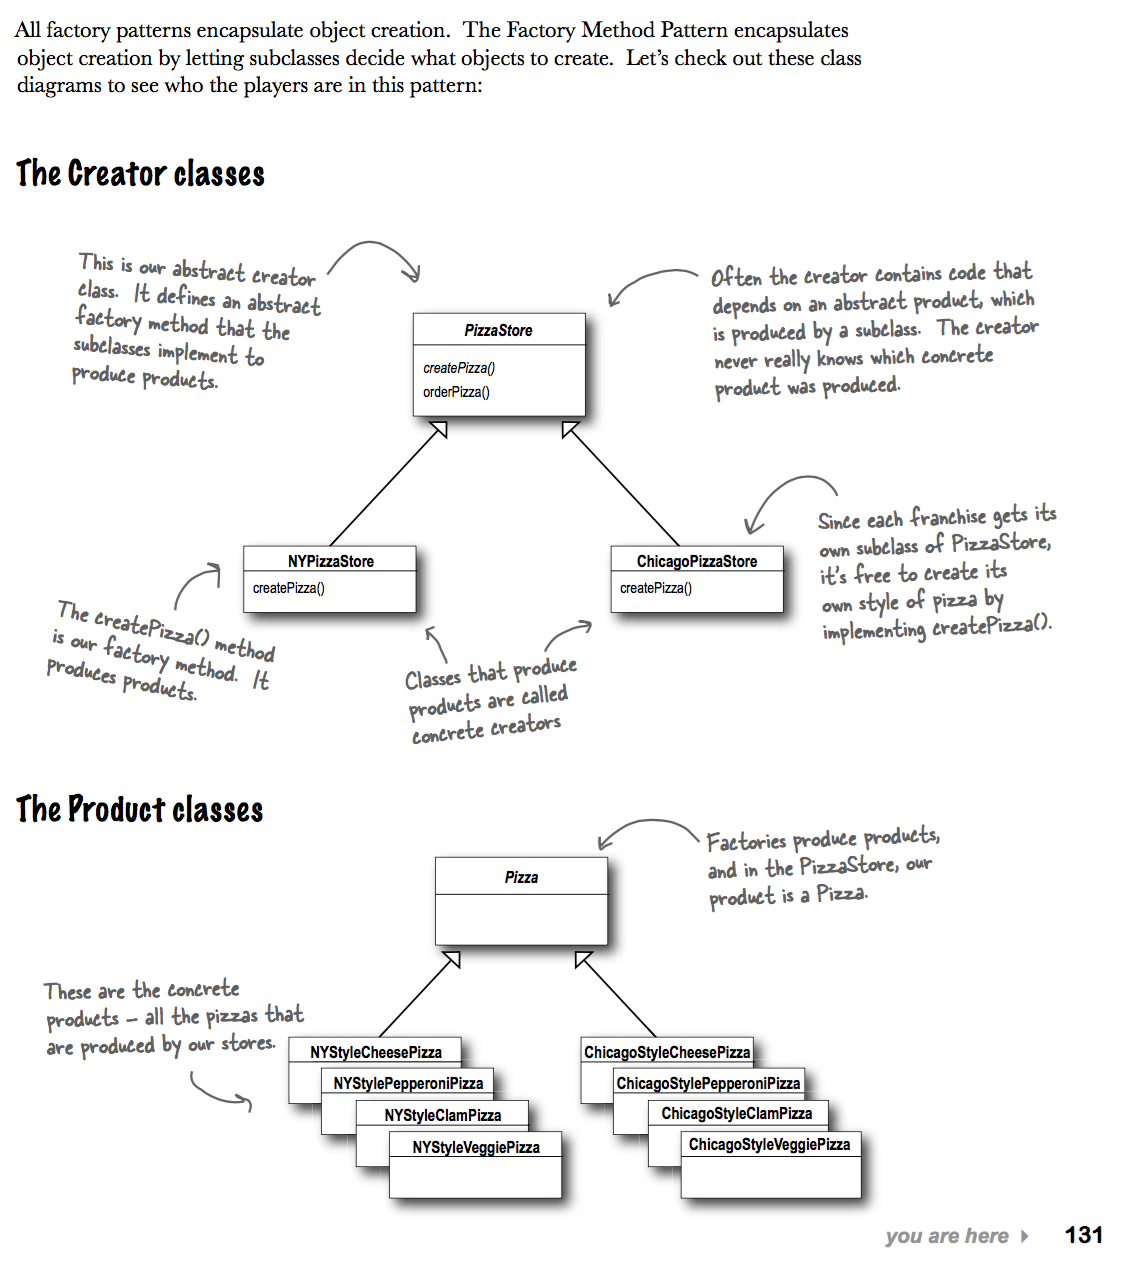 All factory patterns encapsulate object creation.  The Factory Method Pattern encapsulates
object creation by letting subclasses decide what objects to create.  Let's check out these class
diagrams to see who the players are in this pattern:
The Creator classes
This is our abstract creator
class.  It defines an abstract
factory method that the
subclasses implement to
produce products.
Often the creator contains code that
depends on an abstract product, which
is produced by a subclass.  The creator
never really knows which concrete
product was produced.
PizzaStore
createPizza()
orderPizza()
NYPizzaStore
createPizza()
ChicagoPizzaStore
createPizza()
Since each franchise gets its
own subclass of PizzaStore,
it's free to create its
own style of pizza by
implementing createPizza().
The createPizza() method
is our factory method.  It
produces products.
Classes that produce
products are called
concrete creators
The Product classes
Factories produce products,
and in the PizzaStore, our
product is a Pizza.
Pizza
These are the concrete
products – all the pizzas that
are produced by our stores.
NYStyleCheesePizza
NYStylePepperoniPizza
NYStyleClamPizza
NYStyleVeggiePizza
ChicagoStyleCheesePizza
ChicagoStylePepperoniPizza
ChicagoStyleClamPizza
ChicagoStyleVeggiePizza
you are here
131